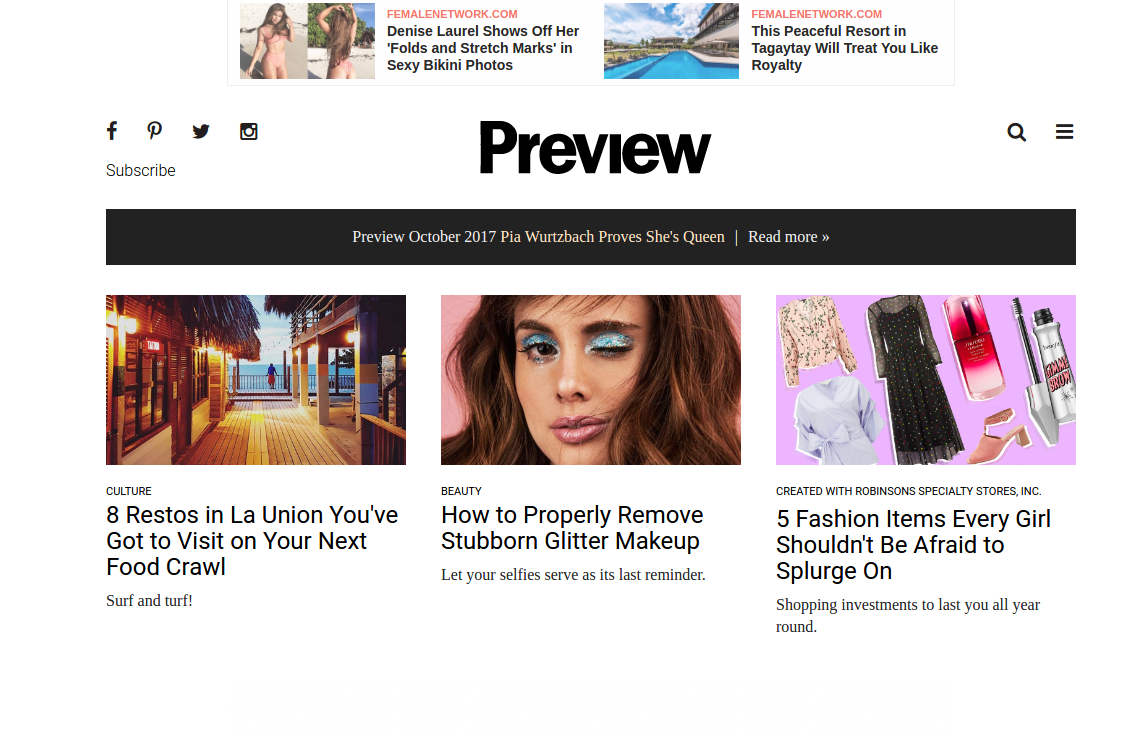 FEMALENETWORK.COM
Denise Laurel Shows Off Her
'Folds and Stretch Marks' in
Sexy Bikini Photos
FEMALENETWORK.COM
This Peaceful Resort in
Tagaytay Will Treat You Like
Royalty
Preview
Subscribe
Preview October 2017 Pia Wurtzbach Proves She's Queen | Read more »
CULTURE
8 Restos in La Union You've
Got to Visit on Your Next
Food Crawl
Surf and turf!
BEAUTY
How to Properly Remove
Stubborn Glitter Makeup
Let your selfies serve as its last reminder.
GIMME
BROW
CREATED WITH ROBINSONS SPECIALTY STORES, INC.
5 Fashion Items Every Girl
Shouldn't Be Afraid to
Splurge On
Shopping investments to last you all year
round.